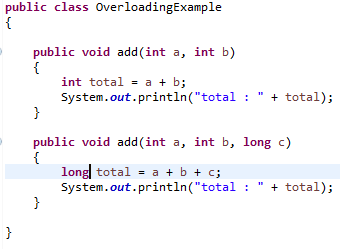 public class OverloadingExample
{
public void add(int a, int b)
{
int total = a + b;
System.out.println("total : " + total);
}
public void add(int a, int b, long c)
{
long total = a + b + c;
System.out.println("total : " + total);
}
}